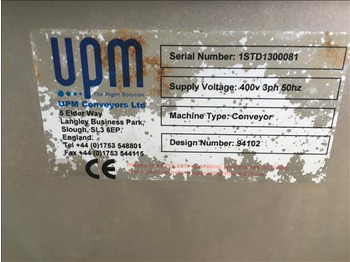 upm
The Right Solution
UPM Conveyors Ltd
5 Elder Way
Langley Business Park,
Slough, SL3 6EP.
England.
Tel +44 (0)1753 548801
Fax +44 (0)1753 544115
CE
Serial Number: 1STD1300081
Supply Voltage: 400v 3ph 50hz
Machine Type: Conveyor
Design Number: 94102